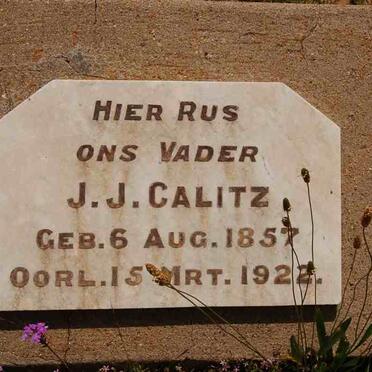 HIER RUS
ONS VADER
J.J. CALITZ
GEB. 6 AUG. 1857
OORL. 15 MRT. 1922.